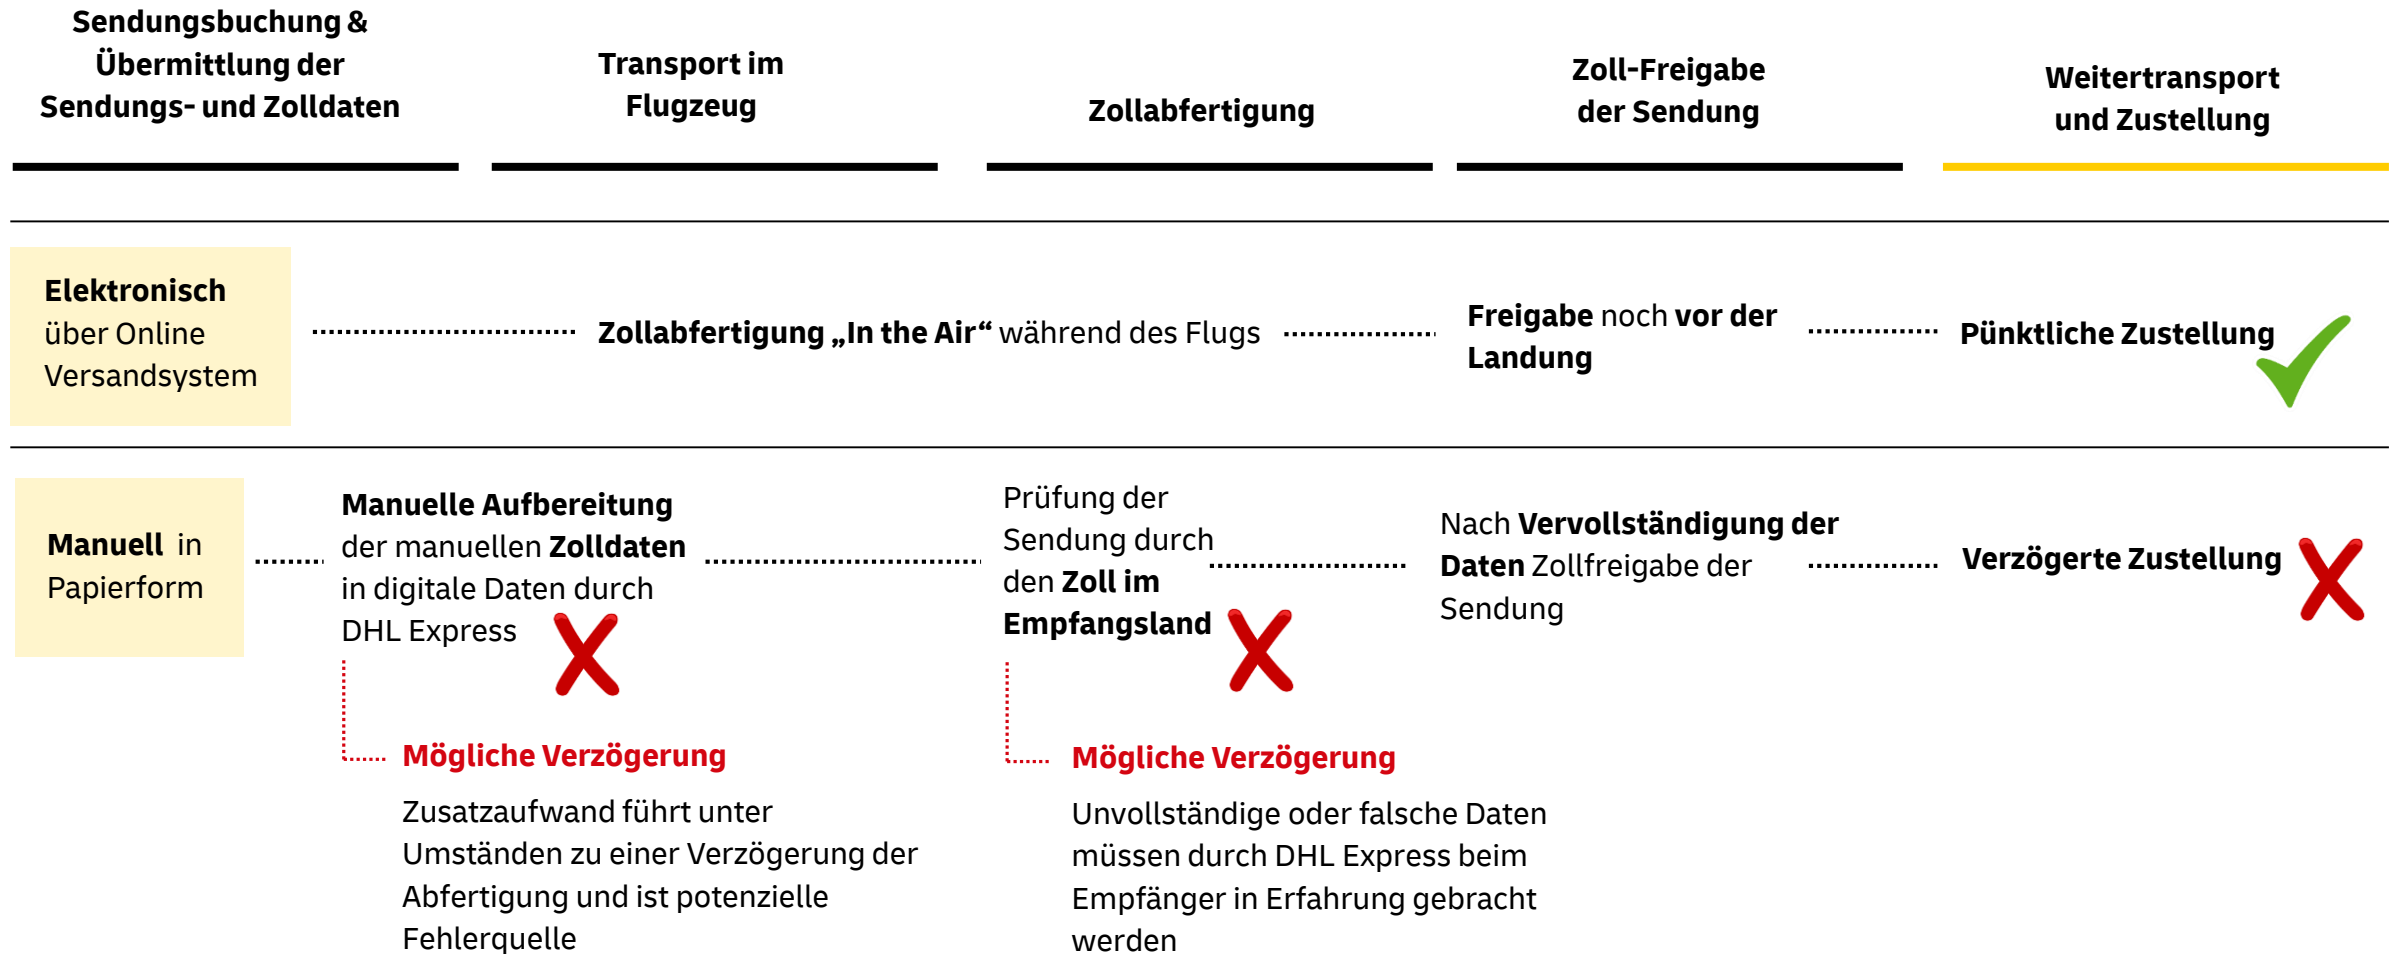 Sendungsbuchung &
Übermittlung der
Sendungs- und Zolldaten
Transport im
Flugzeug
Zollabfertigung
Zoll-Freigabe
der Sendung
Weitertransport
und Zustellung
Elektronisch
über Online
Versandsystem
Zollabfertigung „In the Air“ während des Flugs
Freigabe noch vor der
Landung
Pünktliche Zustellung
Manuell in
Papierform
Manuelle Aufbereitung
der manuellen Zolldaten
in digitale Daten durch
DHL Express
Mögliche Verzögerung
Zusatzaufwand führt unter
Umständen zu einer Verzögerung der
Abfertigung und ist potenzielle
Fehlerquelle
Prüfung der
Sendung durch
den Zoll im
Empfangsland
Mögliche Verzögerung
Unvollständige oder falsche Daten
müssen durch DHL Express beim
Empfänger in Erfahrung gebracht
werden
Nach Vervollständigung der
Daten Zollfreigabe der
Sendung
Verzögerte Zustellung